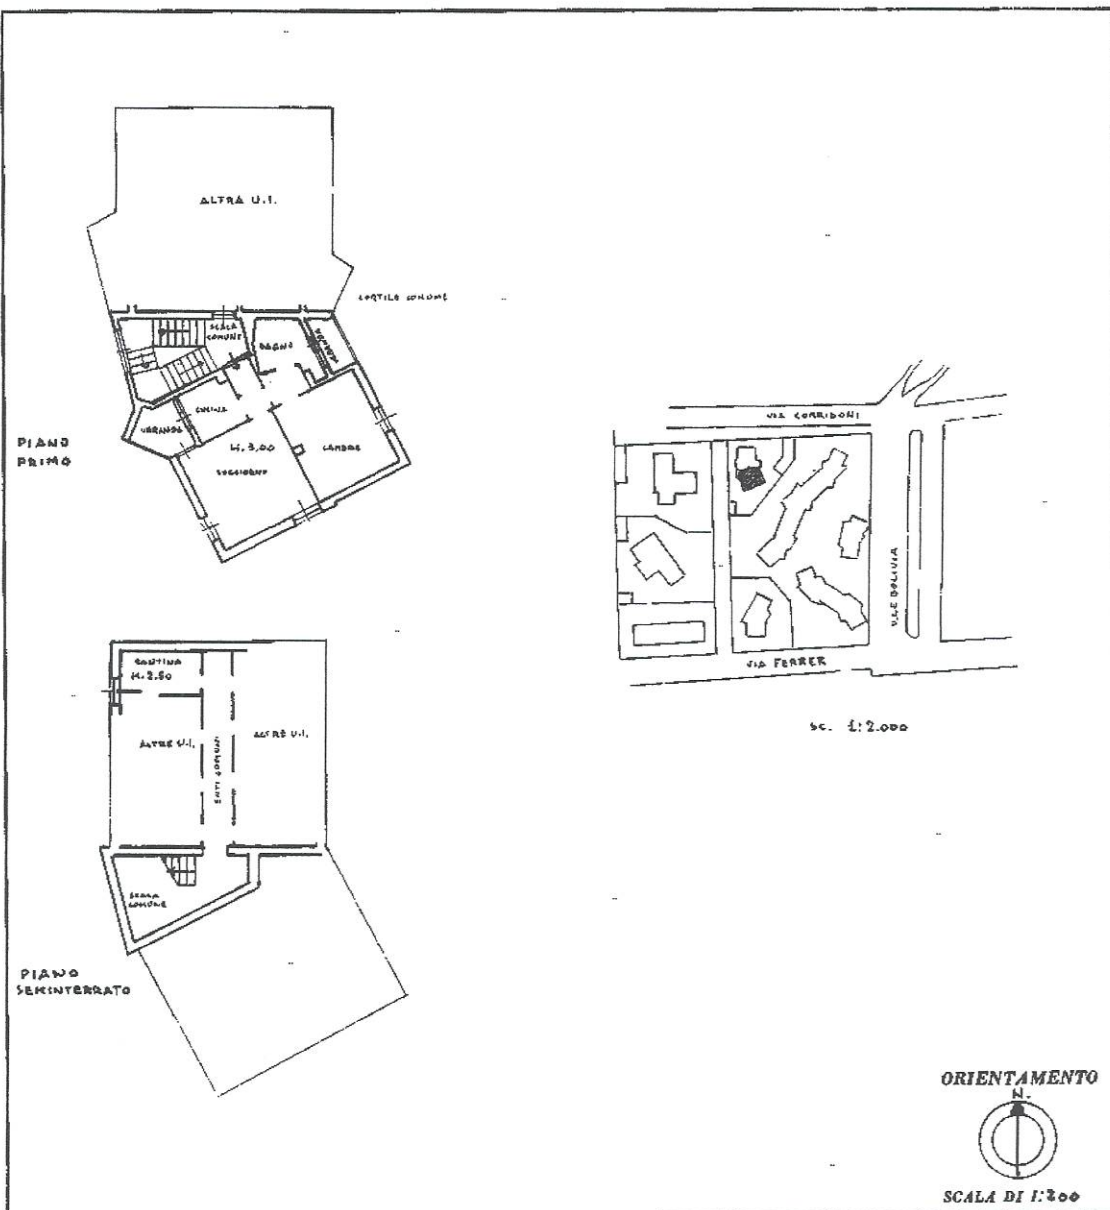 ALTRA U.I.
CORTILE COMUNE
SCALA
COMUNE
BAGNO
VERANDA
CUCINA
VERANDA
H. 3,00
SOGGIORNO
CAMERA
PIANO
PRIMO
VIA CORRIDONI
V.LE BOLIVIA
VIA FERRER
SC. 1:2.000
CANTINA
H. 2.50
ALTRE U.I.
ENTI COMUNI
ALTRE U.I.
SCALA
COMUNE
PIANO
SEMINTERRATO
ORIENTAMENTO
N.
SCALA DI 1:200